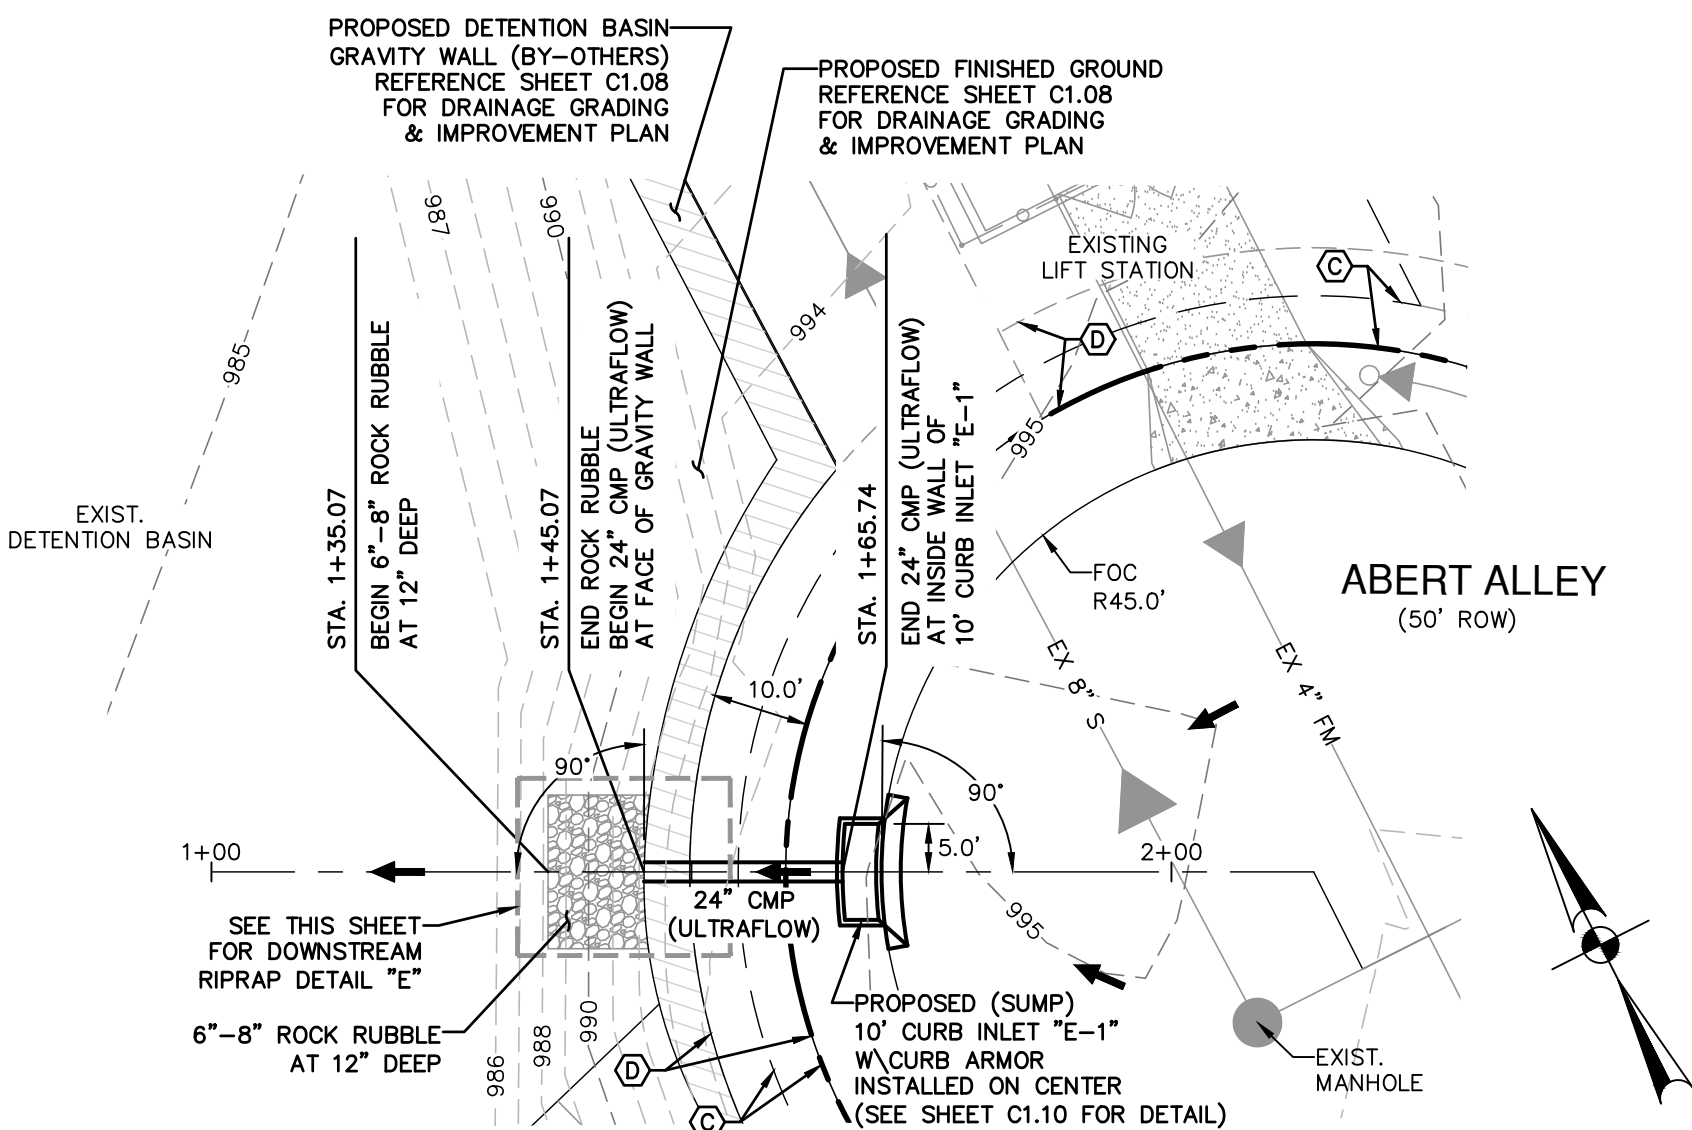 PROPOSED DETENTION BASIN
GRAVITY WALL (BY-OTHERS)
REFERENCE SHEET C1.08
FOR DRAINAGE GRADING
& IMPROVEMENT PLAN
PROPOSED FINISHED GROUND
REFERENCE SHEET C1.08
FOR DRAINAGE GRADING
& IMPROVEMENT PLAN
987
990
985
994
995
EXISTING
LIFT STATION
C
D
STA. 1+35.07
BEGIN 6"-8" ROCK RUBBLE
AT 12" DEEP
STA. 1+45.07
END ROCK RUBBLE
BEGIN 24" CMP (ULTRAFLOW)
AT FACE OF GRAVITY WALL
STA. 1+65.74
END 24" CMP (ULTRAFLOW)
AT INSIDE WALL OF
10' CURB INLET "E-1"
EXIST.
DETENTION BASIN
FOC
R45.0'
ABERT ALLEY
(50' ROW)
EX 8" S
EX 4" FM
10.0'
90°
90°
5.0'
1+00
2+00
24" CMP
(ULTRAFLOW)
995
SEE THIS SHEET
FOR DOWNSTREAM
RIPRAP DETAIL "E"
6"-8" ROCK RUBBLE
AT 12" DEEP
986
988
990
D
C
PROPOSED (SUMP)
10' CURB INLET "E-1"
W\CURB ARMOR
INSTALLED ON CENTER
(SEE SHEET C1.10 FOR DETAIL)
EXIST.
MANHOLE